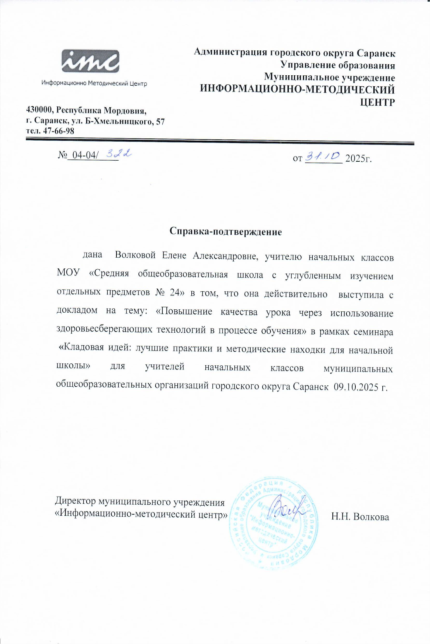 imc
Информационно Методический Центр
Администрация городского округа Саранск
Управление образования
Муниципальное учреждение
ИНФОРМАЦИОННО-МЕТОДИЧЕСКИЙ
ЦЕНТР
430000, Республика Мордовия,
г. Саранск, ул. Б-Хмельницкого, 57
тел. 47-66-98
№ 04-04/ 322
от 31.10 2025г.
Справка-подтверждение
дана Волковой Елене Александровне, учителю начальных классов
МОУ «Средняя общеобразовательная школа с углубленным изучением
отдельных предметов № 24» в том, что она действительно выступила с
докладом на тему: «Повышение качества урока через использование
здоровьесберегающих технологий в процессе обучения» в рамках семинара
«Кладовая идей: лучшие практики и методические находки для начальной
школы» для учителей начальных классов муниципальных
общеобразовательных организаций городского округа Саранск 09.10.2025 г.
Директор муниципального учреждения
«Информационно-методический центр»
Н.Н. Волкова